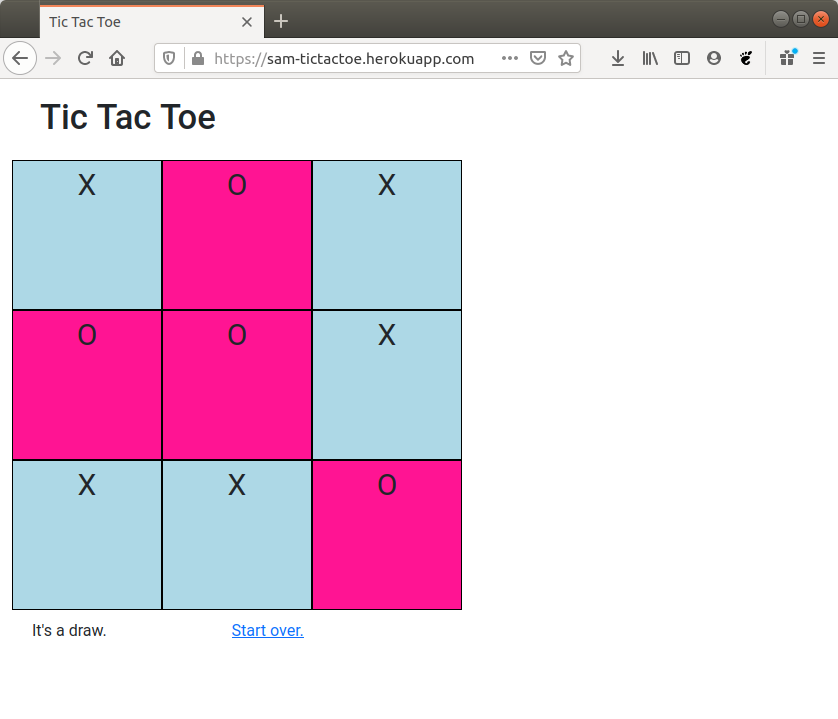 Tic Tac Toe
https://sam-tictactoe.herokuapp.com
Tic Tac Toe
X O X
O O X
X X O
It's a draw. Start over.